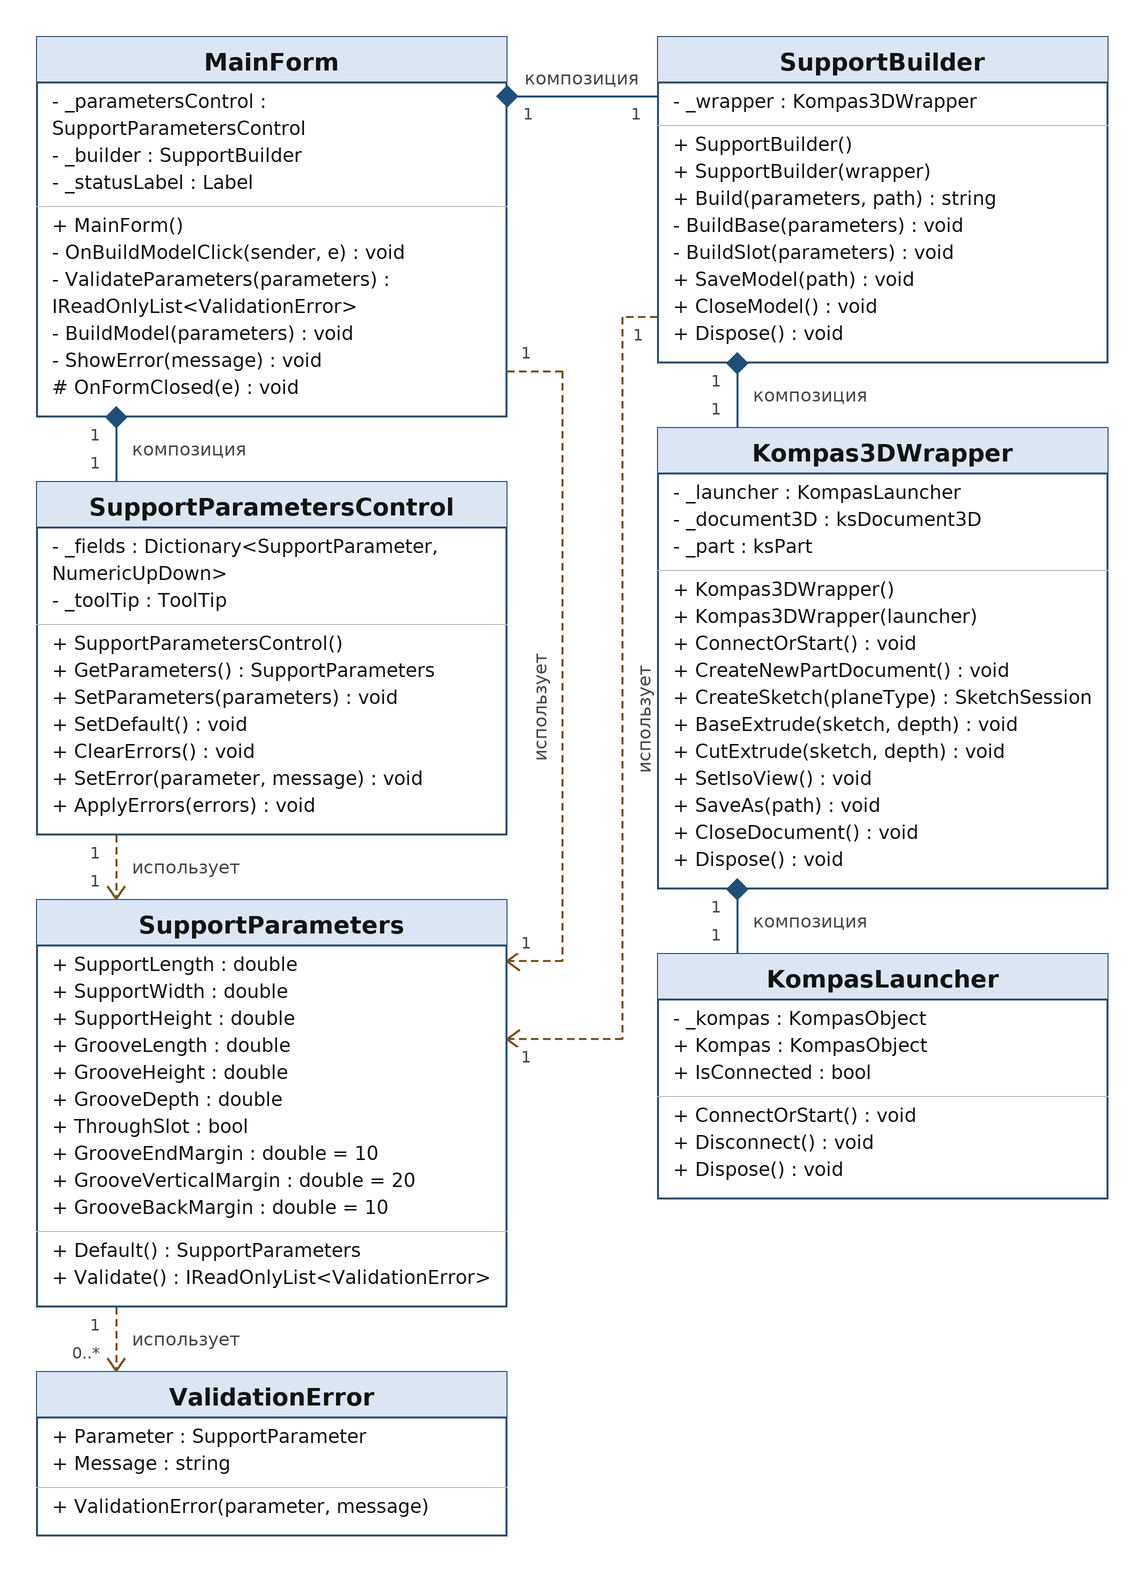 MainForm
- _parametersControl :
SupportParametersControl
- _builder : SupportBuilder
- _statusLabel : Label
+ MainForm()
- OnBuildModelClick(sender, e) : void
- ValidateParameters(parameters) :
IReadOnlyList<ValidationError>
- BuildModel(parameters) : void
- ShowError(message) : void
# OnFormClosed(e) : void
композиция
1
1
SupportBuilder
- _wrapper : Kompas3DWrapper
+ SupportBuilder()
+ SupportBuilder(wrapper)
+ Build(parameters, path) : string
- BuildBase(parameters) : void
- BuildSlot(parameters) : void
+ SaveModel(path) : void
+ CloseModel() : void
+ Dispose() : void
1
1
1
композиция
1
1
композиция
1
SupportParametersControl
- _fields : Dictionary<SupportParameter,
NumericUpDown>
- _toolTip : ToolTip
+ SupportParametersControl()
+ GetParameters() : SupportParameters
+ SetParameters(parameters) : void
+ SetDefault() : void
+ ClearErrors() : void
+ SetError(parameter, message) : void
+ ApplyErrors(errors) : void
использует
использует
Kompas3DWrapper
- _launcher : KompasLauncher
- _document3D : ksDocument3D
- _part : ksPart
+ Kompas3DWrapper()
+ Kompas3DWrapper(launcher)
+ ConnectOrStart() : void
+ CreateNewPartDocument() : void
+ CreateSketch(planeType) : SketchSession
+ BaseExtrude(sketch, depth) : void
+ CutExtrude(sketch, depth) : void
+ SetIsoView() : void
+ SaveAs(path) : void
+ CloseDocument() : void
+ Dispose() : void
1
использует
1
1
композиция
1
SupportParameters
+ SupportLength : double
+ SupportWidth : double
+ SupportHeight : double
+ GrooveLength : double
+ GrooveHeight : double
+ GrooveDepth : double
+ ThroughSlot : bool
+ GrooveEndMargin : double = 10
+ GrooveVerticalMargin : double = 20
+ GrooveBackMargin : double = 10
+ Default() : SupportParameters
+ Validate() : IReadOnlyList<ValidationError>
1
1
KompasLauncher
- _kompas : KompasObject
+ Kompas : KompasObject
+ IsConnected : bool
+ ConnectOrStart() : void
+ Disconnect() : void
+ Dispose() : void
1
использует
0..*
ValidationError
+ Parameter : SupportParameter
+ Message : string
+ ValidationError(parameter, message)